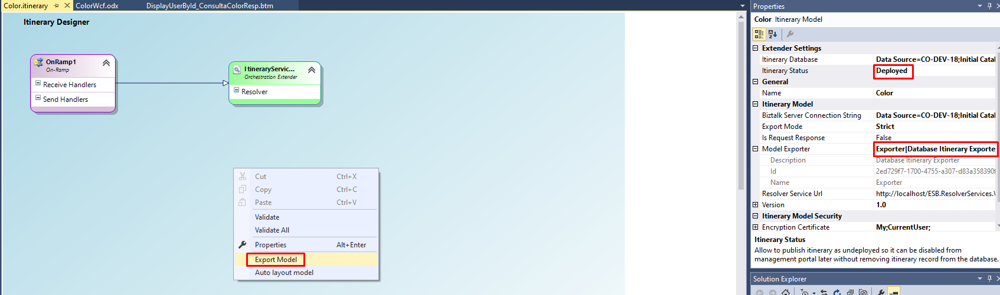 Color.itinerary ColorWcf.odx DisplayUserById_ConsultaColorResp.btm
Itinerary Designer
OnRamp1
On-Ramp
Receive Handlers
Send Handlers
ItineraryServic...
Orchestration Extender
Resolver
Cut Ctrl+X
Copy Ctrl+C
Paste Ctrl+V
Validate
Validate All
Properties Alt+Enter
Export Model
Auto layout model
Properties
Color Itinerary Model
Extender Settings
Itinerary Database Data Source=CO-DEV-18;Initial Catal
Itinerary Status Deployed
General
Name Color
Itinerary Model
Biztalk Server Connection String Data Source=CO-DEV-18;Initial Catal
Export Mode Strict
Is Request Response False
Model Exporter Exporter|Database Itinerary Exporte
Description Database Itinerary Exporter
Id 2ed729f7-1700-4755-a307-d83a358390f
Name Exporter
Resolver Service Url http://localhost/ESB.ResolverServices.W
Version 1.0
Itinerary Model Security
Encryption Certificate My;CurrentUser;
Itinerary Status
Allow to publish itinerary as undeployed so it can be disabled from
management portal later without removing itinerary record from the database.
Solution Explorer